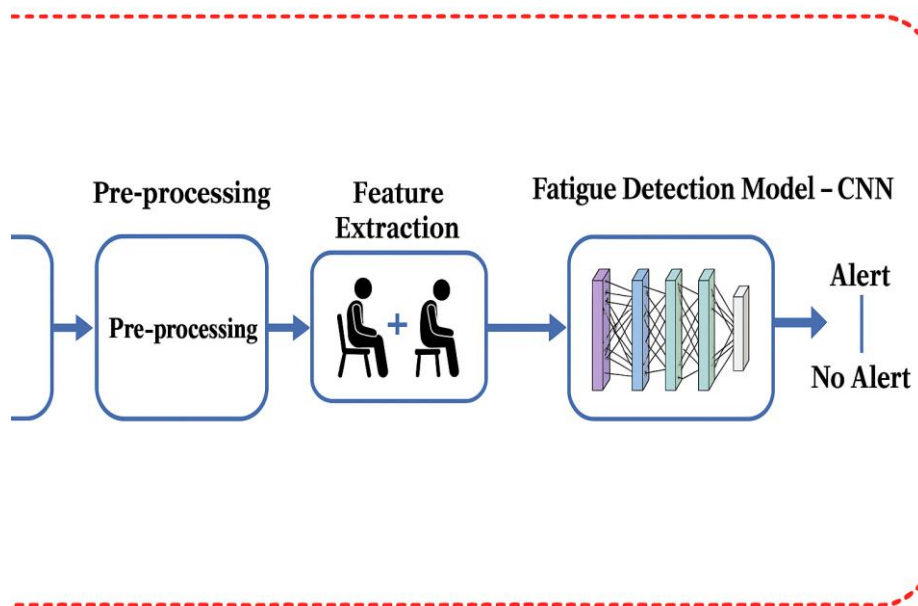 Pre-processing
Pre-processing
Feature
Extraction
+
Fatigue Detection Model – CNN
Alert
No Alert